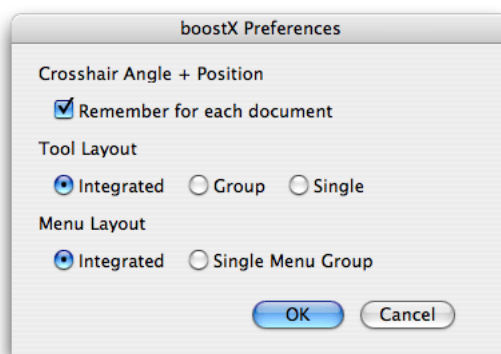 boostX Preferences
Crosshair Angle + Position
Remember for each document
Tool Layout
Integrated Group Single
Menu Layout
Integrated Single Menu Group
OK Cancel